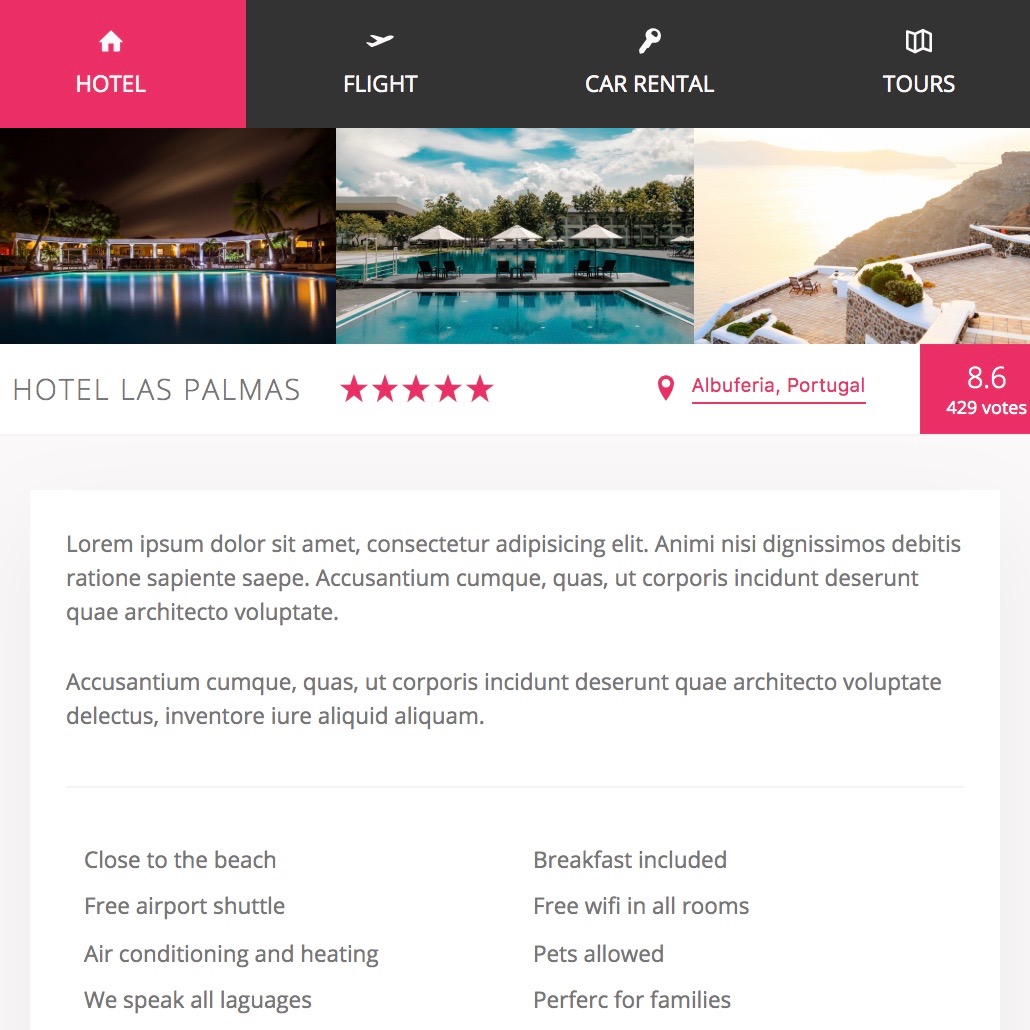 HOTEL
FLIGHT
CAR RENTAL
TOURS
HOTEL LAS PALMAS
Albuferia, Portugal
8.6
429 votes
Lorem ipsum dolor sit amet, consectetur adipisicing elit. Animi nisi dignissimos debitis
ratione sapiente saepe. Accusantium cumque, quas, ut corporis incidunt deserunt
quae architecto voluptate.
Accusantium cumque, quas, ut corporis incidunt deserunt quae architecto voluptate
delectus, inventore iure aliquid aliquam.
Close to the beach
Breakfast included
Free airport shuttle
Free wifi in all rooms
Air conditioning and heating
Pets allowed
We speak all laguages
Perferc for families